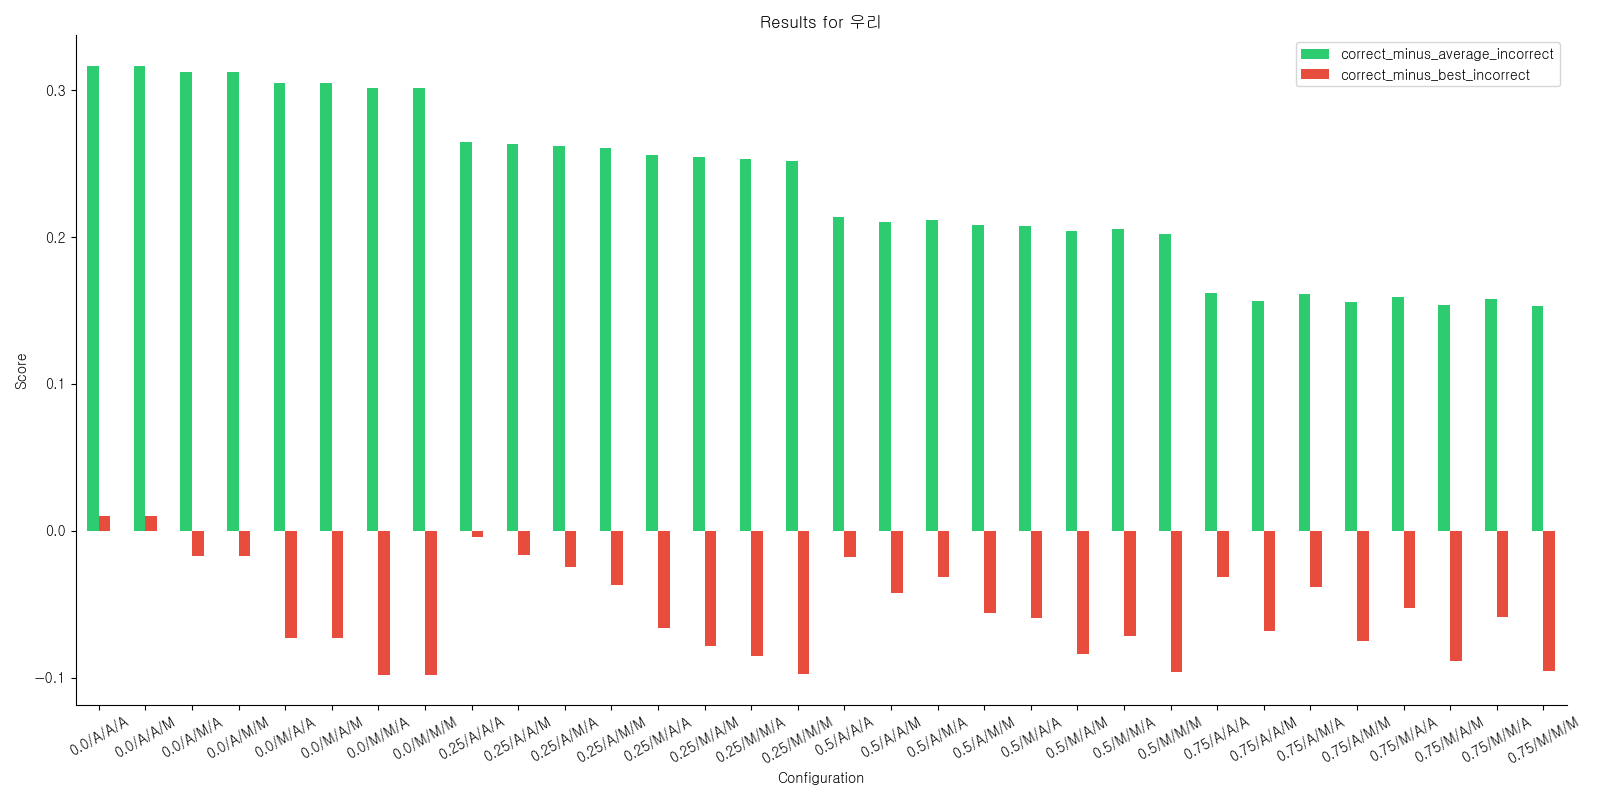 Results for 우리
correct_minus_average_incorrect
correct_minus_best_incorrect
0.3
0.2
0.1
0.0
−0.1
Score
0.0/A/A/A
0.0/A/A/M
0.0/A/M/A
0.0/A/M/M
0.0/M/A/A
0.0/M/A/M
0.0/M/M/A
0.0/M/M/M
0.25/A/A/A
0.25/A/A/M
0.25/A/M/A
0.25/A/M/M
0.25/M/A/A
0.25/M/A/M
0.25/M/M/A
0.25/M/M/M
0.5/A/A/A
0.5/A/A/M
0.5/A/M/A
0.5/A/M/M
0.5/M/A/A
0.5/M/A/M
0.5/M/M/A
0.5/M/M/M
0.75/A/A/A
0.75/A/A/M
0.75/A/M/A
0.75/A/M/M
0.75/M/A/A
0.75/M/A/M
0.75/M/M/A
0.75/M/M/M
Configuration